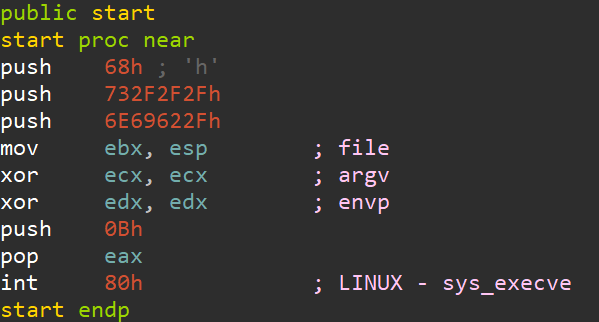 public start
start proc near
push 68h ; 'h'
push 732F2F2Fh
push 6E69622Fh
mov ebx, esp ; file
xor ecx, ecx ; argv
xor edx, edx ; envp
push 0Bh
pop eax
int 80h ; LINUX - sys_execve
start endp